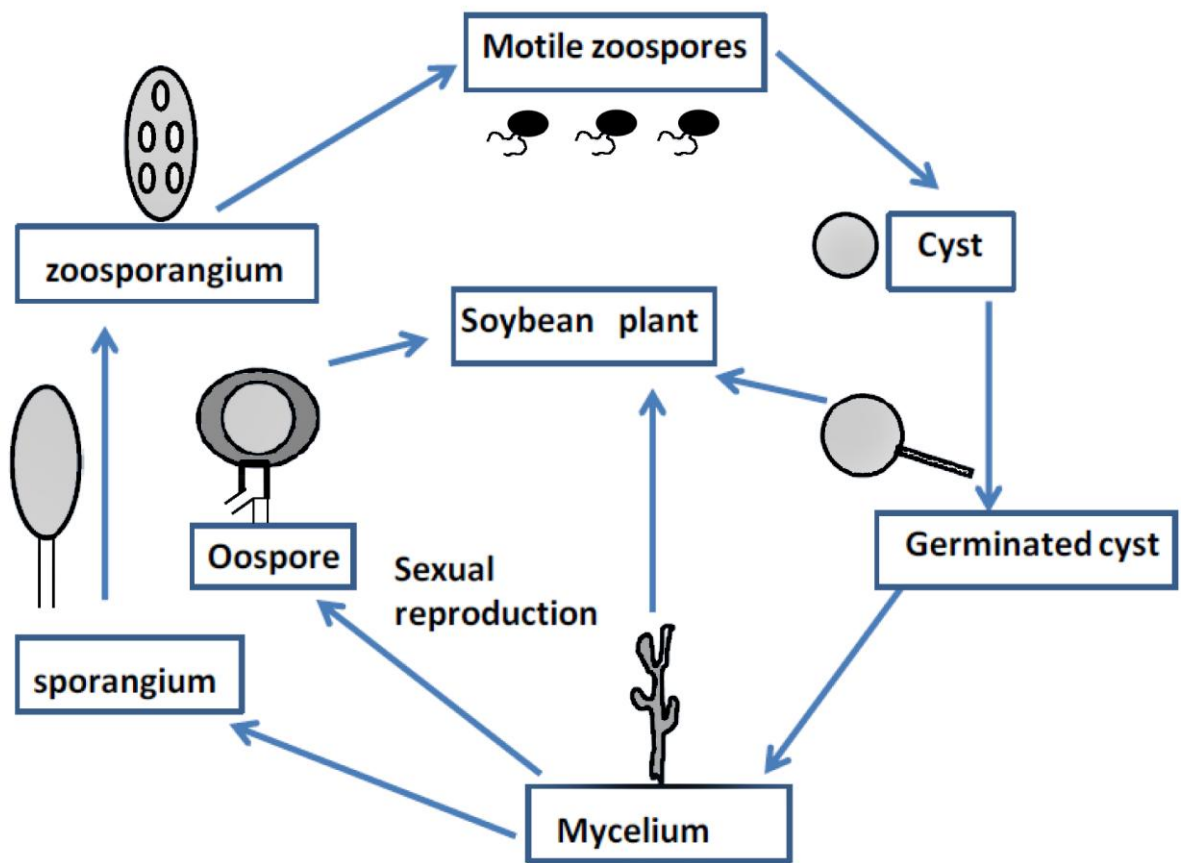 Motile zoospores
zoosporangium
Cyst
Soybean plant
Oospore
Sexual
reproduction
Germinated cyst
sporangium
Mycelium